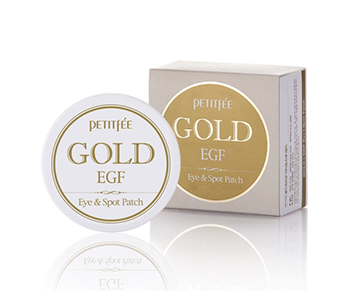 PETITFÉE
GOLD
EGF
Eye & Spot Patch
PETITFÉE
GOLD
EGF
Eye & Spot Patch